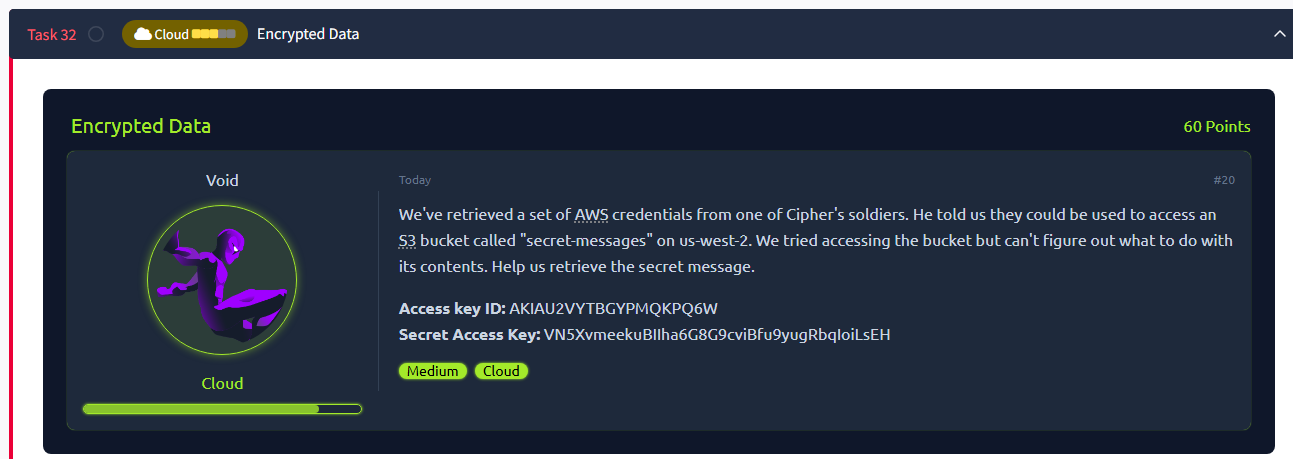 Task 32 Cloud Encrypted Data
Encrypted Data 60 Points
Void
Cloud
Today #20
We've retrieved a set of AWS credentials from one of Cipher's soldiers. He told us they could be used to access an
S3 bucket called "secret-messages" on us-west-2. We tried accessing the bucket but can't figure out what to do with
its contents. Help us retrieve the secret message.
Access key ID: AKIAU2VYTBGYPMQKPQ6W
Secret Access Key: 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
Medium Cloud